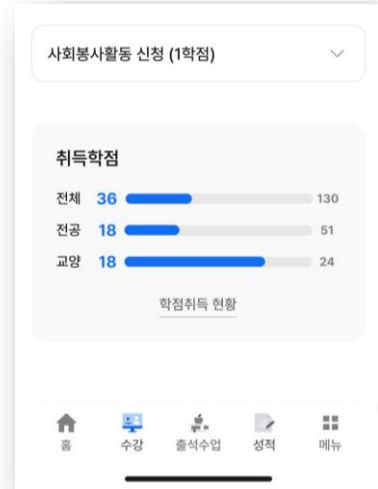 사회봉사활동 신청 (1학점)
취득학점
전체 36 130
전공 18 51
교양 18 24
학점취득 현황
홈 수강 출석수업 성적 메뉴